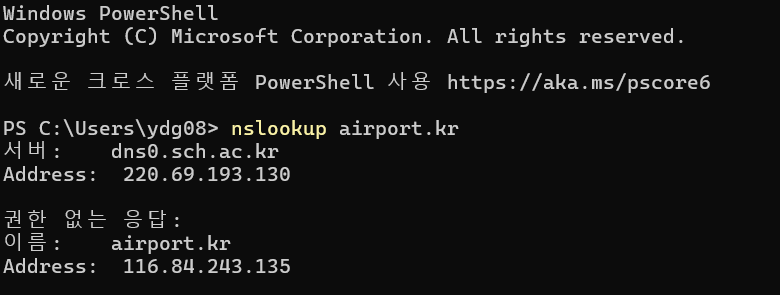 Windows PowerShell
Copyright (C) Microsoft Corporation. All rights reserved.
새로운 크로스 플랫폼 PowerShell 사용 https://aka.ms/pscore6
PS C:\Users\ydg08> nslookup airport.kr
서버:    dns0.sch.ac.kr
Address:  220.69.193.130
권한 없는 응답:
이름:    airport.kr
Address:  116.84.243.135